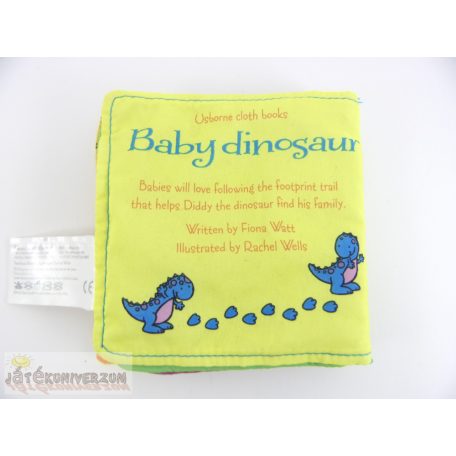 Usborne cloth books
Baby dinosaur
Babies will love following the footprint trail
that helps Diddy the dinosaur find his family.
Written by Fiona Watt
Illustrated by Rachel Wells
CE
JÁTÉKUNIVERZUM